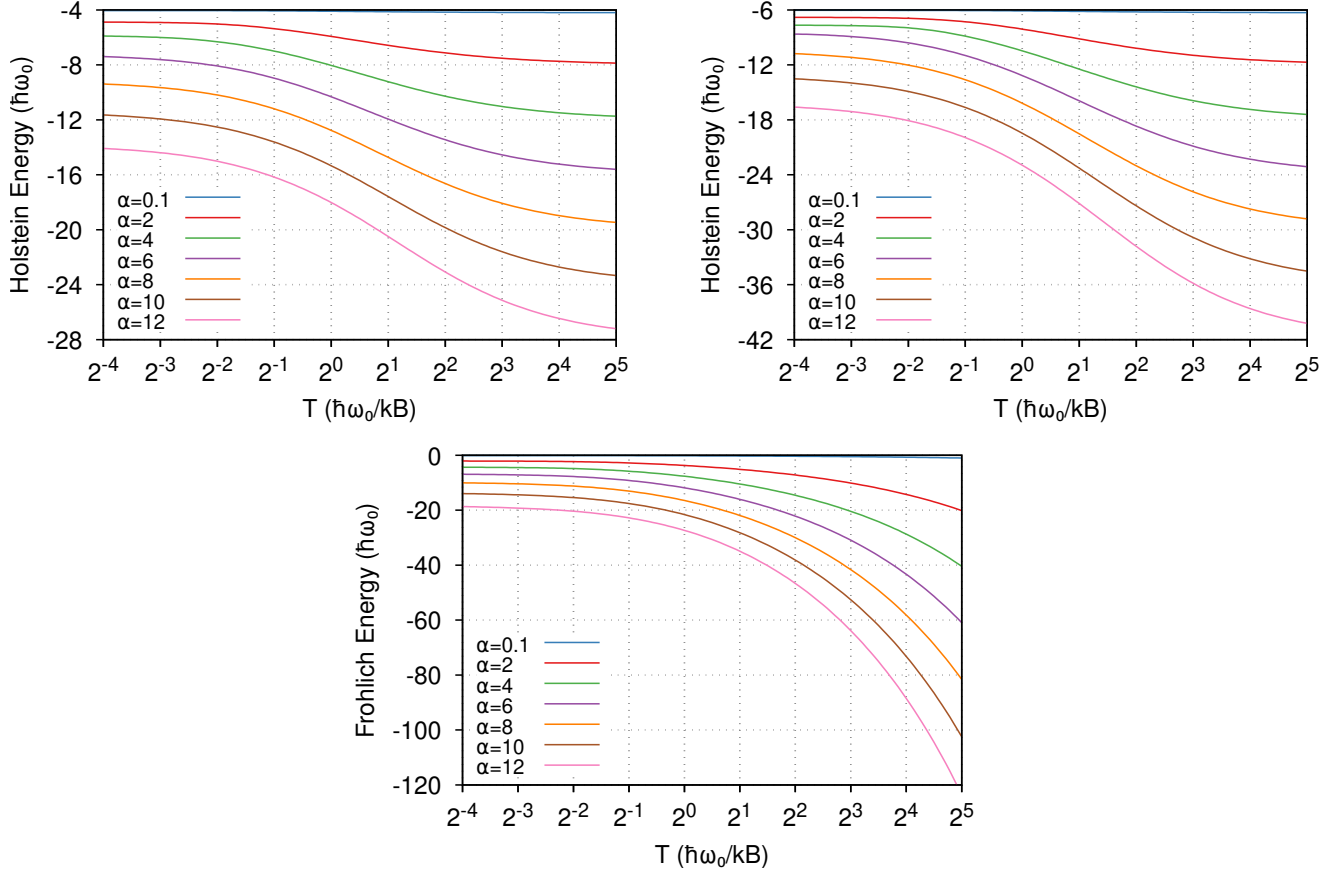 Holstein Energy (ħω₀)
-4
-8
-12
-16
-20
-24
-28
α=0.1
α=2
α=4
α=6
α=8
α=10
α=12
2⁻⁴ 2⁻³ 2⁻² 2⁻¹ 2⁰ 2¹ 2² 2³ 2⁴ 2⁵
T (ħω₀/kB)
Holstein Energy (ħω₀)
-6
-12
-18
-24
-30
-36
-42
α=0.1
α=2
α=4
α=6
α=8
α=10
α=12
2⁻⁴ 2⁻³ 2⁻² 2⁻¹ 2⁰ 2¹ 2² 2³ 2⁴ 2⁵
T (ħω₀/kB)
Frohlich Energy (ħω₀)
0
-20
-40
-60
-80
-100
-120
α=0.1
α=2
α=4
α=6
α=8
α=10
α=12
2⁻⁴ 2⁻³ 2⁻² 2⁻¹ 2⁰ 2¹ 2² 2³ 2⁴ 2⁵
T (ħω₀/kB)